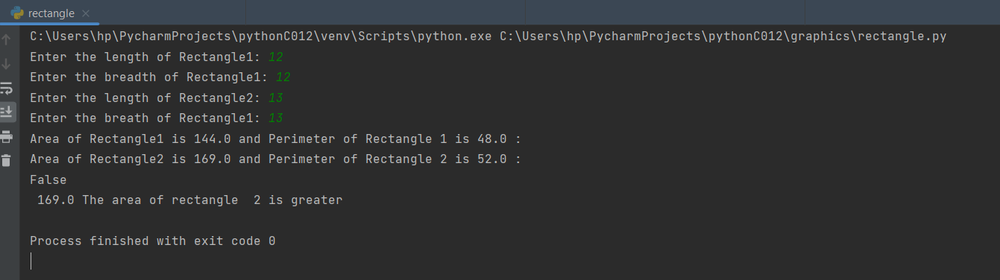 rectangle
C:\Users\hp\PycharmProjects\pythonC012\venv\Scripts\python.exe C:\Users\hp\PycharmProjects\pythonC012\graphics\rectangle.py
Enter the length of Rectangle1: 12
Enter the breadth of Rectangle1: 12
Enter the length of Rectangle2: 13
Enter the breath of Rectangle1: 13
Area of Rectangle1 is 144.0 and Perimeter of Rectangle 1 is 48.0 :
Area of Rectangle2 is 169.0 and Perimeter of Rectangle 2 is 52.0 :
False
 169.0 The area of rectangle  2 is greater
Process finished with exit code 0